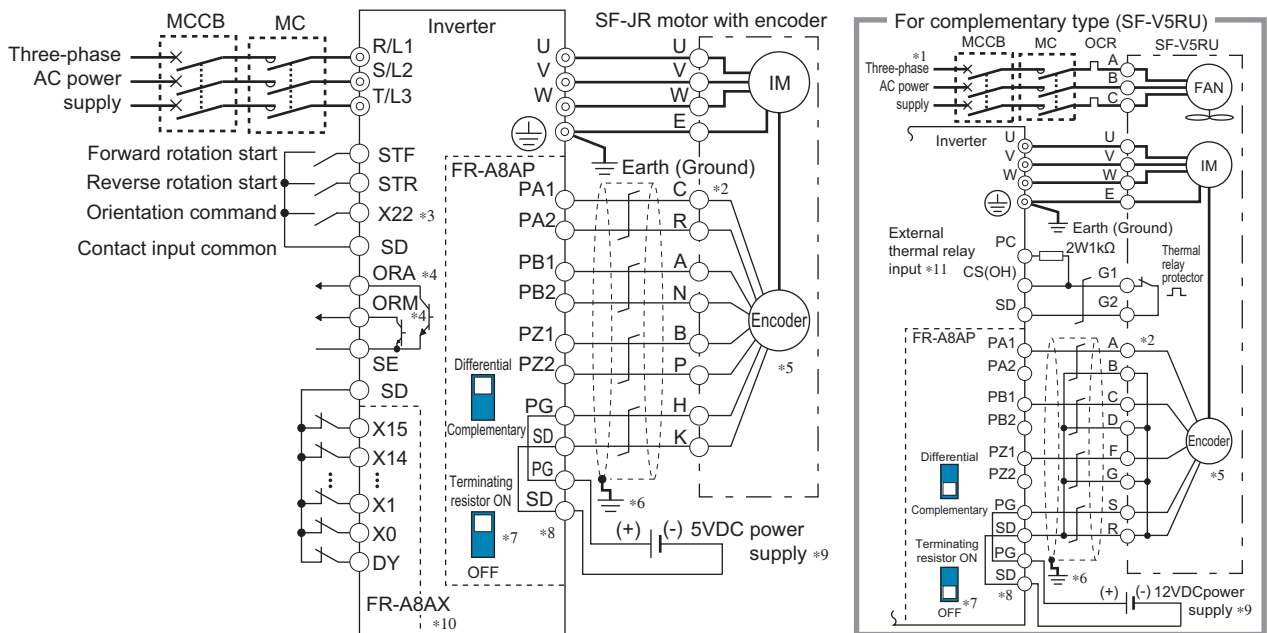 MCCB
MC
Three-phase
AC power
supply
R/L1
S/L2
T/L3
Inverter
U
V
W
SF-JR motor with encoder
U
V
W
E
IM
Earth (Ground)
Forward rotation start
Reverse rotation start
Orientation command
Contact input common
STF
STR
X22 *3
SD
ORA *4
ORM
*4
SE
SD
X15
X14
X1
X0
DY
FR-A8AX
*10
FR-A8AP
PA1
PA2
PB1
PB2
PZ1
PZ2
PG
SD
PG
SD
Differential
Complementary
Terminating
resistor ON
*7
*8
OFF
C
*2
R
A
N
B
P
H
K
Encoder
*5
*6
(+)
(-)
5VDC power
supply *9
For complementary type (SF-V5RU)
MCCB
MC
OCR
SF-V5RU
*1
Three-phase
AC power
supply
A
B
C
FAN
Inverter
U
V
W
U
V
W
E
IM
Earth (Ground)
External
thermal relay
input *11
PC
2W1kΩ
CS(OH)
SD
G1
G2
Thermal
relay
protector
FR-A8AP
PA1
PA2
PB1
PB2
PZ1
PZ2
PG
SD
PG
SD
Differential
Complementary
Terminating
resistor ON
*7
OFF
*8
A
*2
B
C
D
F
G
S
R
Encoder
*5
*6
(+)
(-)
12VDCpower
supply *9